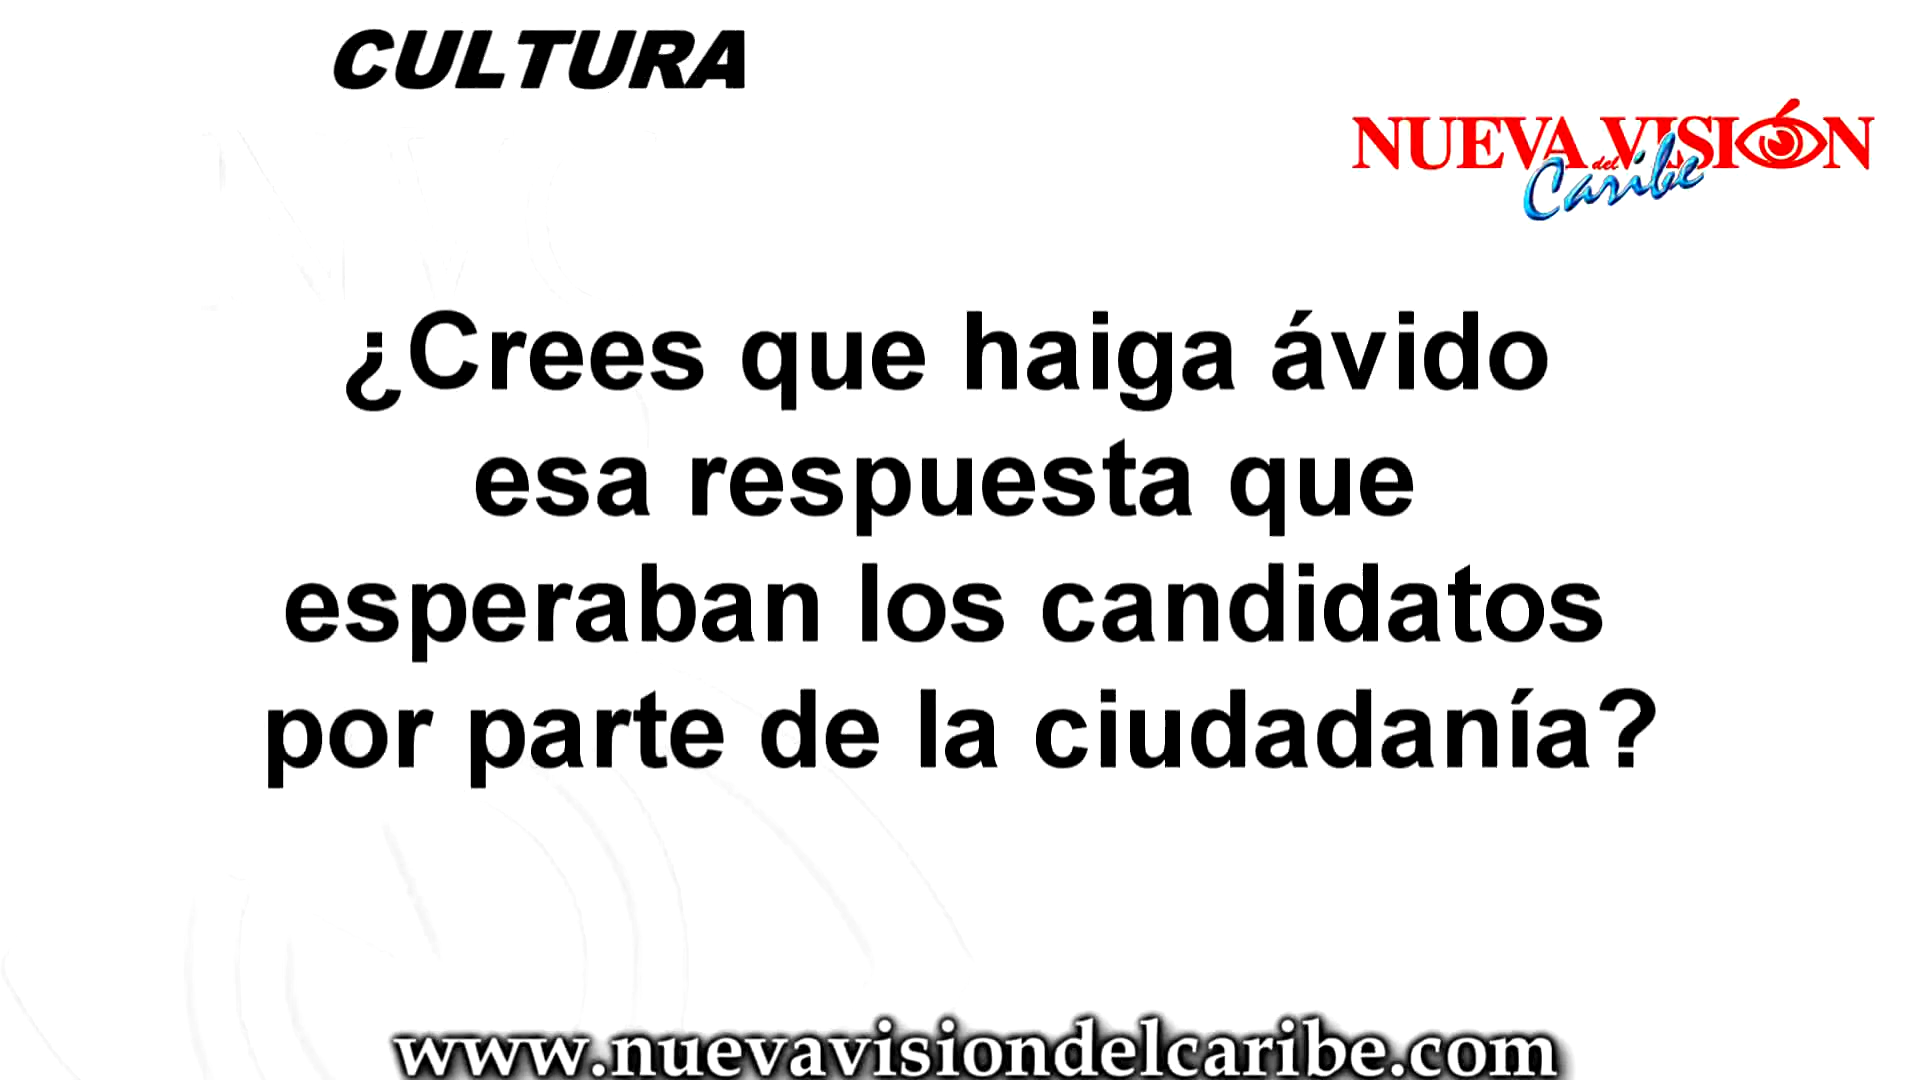 CULTURA
NUEVA VISIÓN
del Caribe
¿Crees que haiga ávido
esa respuesta que
esperaban los candidatos
por parte de la ciudadanía?
www.nuevavisiondelcaribe.com